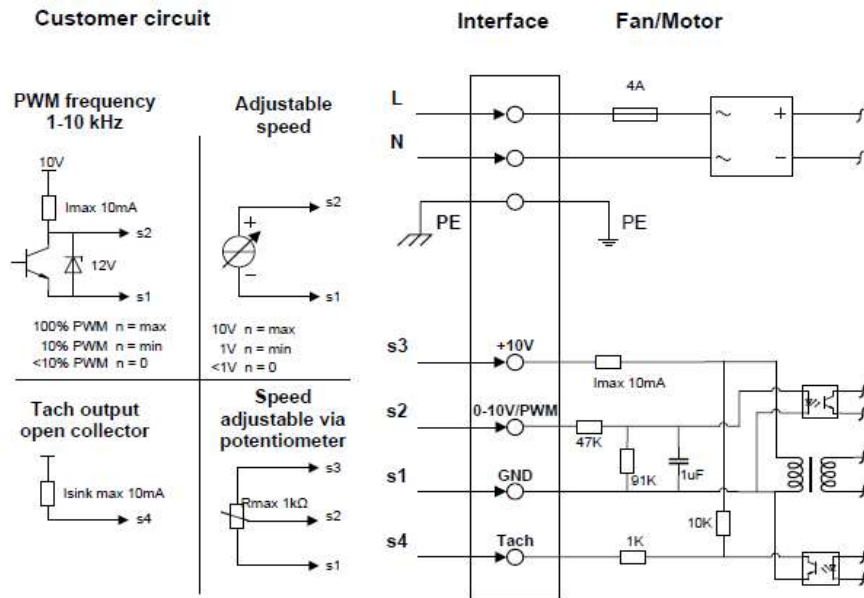 Customer circuit
Interface
Fan/Motor
PWM frequency
1-10 kHz
10V
Imax 10mA
s2
12V
s1
100% PWM n = max
10% PWM n = min
<10% PWM n = 0
Adjustable
speed
s2
+
−
s1
10V n = max
1V n = min
<1V n = 0
Tach output
open collector
Isink max 10mA
s4
Speed
adjustable via
potentiometer
s3
Rmax 1kΩ
s2
s1
L
4A
~ +
N
~ −
PE
PE
s3
+10V
Imax 10mA
s2
0-10V/PWM
47K
s1
GND
91K
1uF
10K
s4
Tach
1K